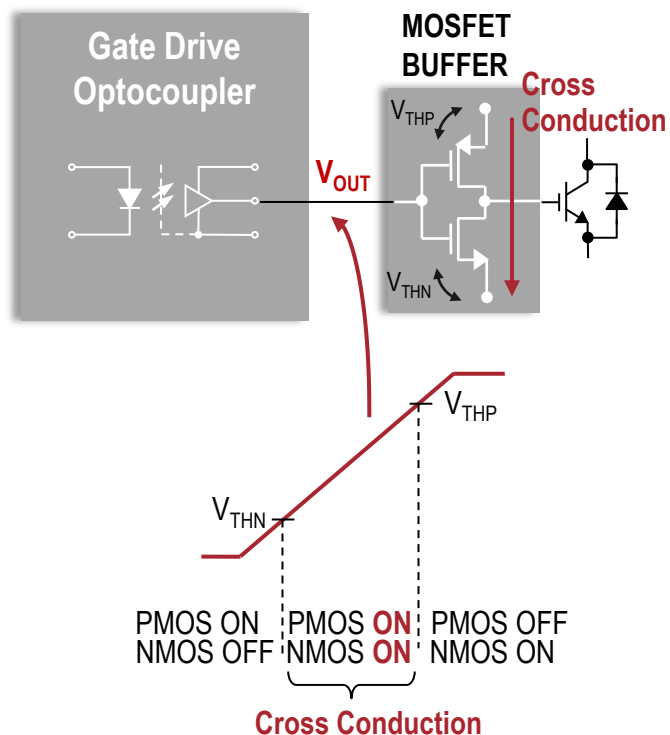 Gate Drive
Optocoupler
MOSFET
BUFFER
Cross
Conduction
VTHP
VOUT
VTHN
VTHP
VTHN
PMOS ON PMOS ON PMOS OFF
NMOS OFF NMOS ON NMOS ON
Cross Conduction